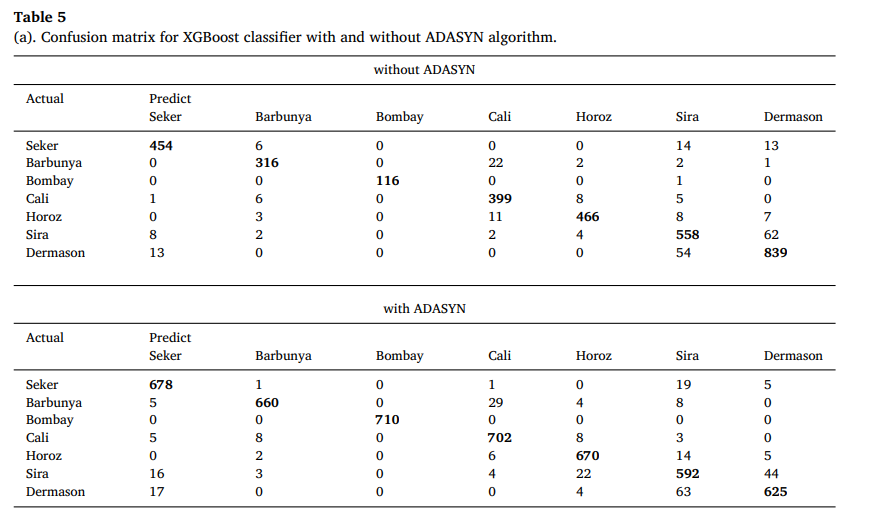 Table 5
(a). Confusion matrix for XGBoost classifier with and without ADASYN algorithm.
without ADASYN
Actual Predict
Seker Barbunya Bombay Cali Horoz Sira Dermason
Seker 454 6 0 0 0 14 13
Barbunya 0 316 0 22 2 2 1
Bombay 0 0 116 0 0 1 0
Cali 1 6 0 399 8 5 0
Horoz 0 3 0 11 466 8 7
Sira 8 2 0 2 4 558 62
Dermason 13 0 0 0 0 54 839
with ADASYN
Actual Predict
Seker Barbunya Bombay Cali Horoz Sira Dermason
Seker 678 1 0 1 0 19 5
Barbunya 5 660 0 29 4 8 0
Bombay 0 0 710 0 0 0 0
Cali 5 8 0 702 8 3 0
Horoz 0 2 0 6 670 14 5
Sira 16 3 0 4 22 592 44
Dermason 17 0 0 0 4 63 625